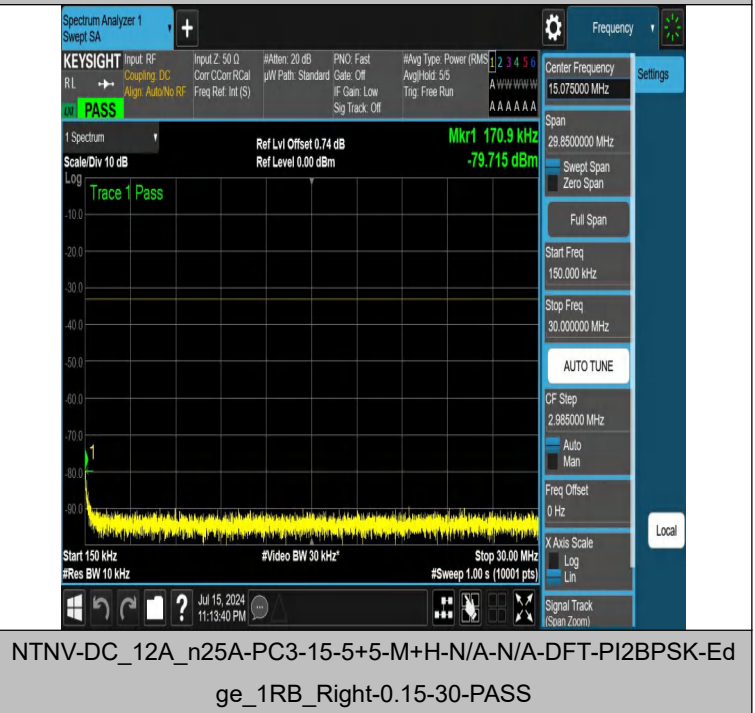 Spectrum Analyzer 1
Swept SA
+
Frequency
KEYSIGHT
RL
PASS
Input: RF
Coupling: DC
Align: Auto/No RF
Input Z: 50 Ω
Corr CCorr RCal
Freq Ref: Int (S)
#Atten: 20 dB
µW Path: Standard
PNO: Fast
Gate: Off
IF Gain: Low
Sig Track: Off
#Avg Type: Power (RMS
Avg|Hold: 5/5
Trig: Free Run
1 2 3 4 5 6
A W W W W W
A A A A A A
1 Spectrum
Scale/Div 10 dB
Ref Lvl Offset 0.74 dB
Ref Level 0.00 dBm
Mkr1 170.9 kHz
-79.715 dBm
Log
Trace 1 Pass
-10.0
-20.0
-30.0
-40.0
-50.0
-60.0
-70.0
1
-80.0
-90.0
Start 150 kHz
#Res BW 10 kHz
#Video BW 30 kHz*
Stop 30.00 MHz
#Sweep 1.00 s (10001 pts)
?
Jul 15, 2024
11:13:40 PM
Center Frequency
15.075000 MHz
Settings
Span
29.8500000 MHz
Swept Span
Zero Span
Full Span
Start Freq
150.000 kHz
Stop Freq
30.000000 MHz
AUTO TUNE
CF Step
2.985000 MHz
Auto
Man
Freq Offset
0 Hz
X Axis Scale
Log
Lin
Signal Track
(Span Zoom)
Local
NTNV-DC_12A_n25A-PC3-15-5+5-M+H-N/A-N/A-DFT-PI2BPSK-Ed
ge_1RB_Right-0.15-30-PASS